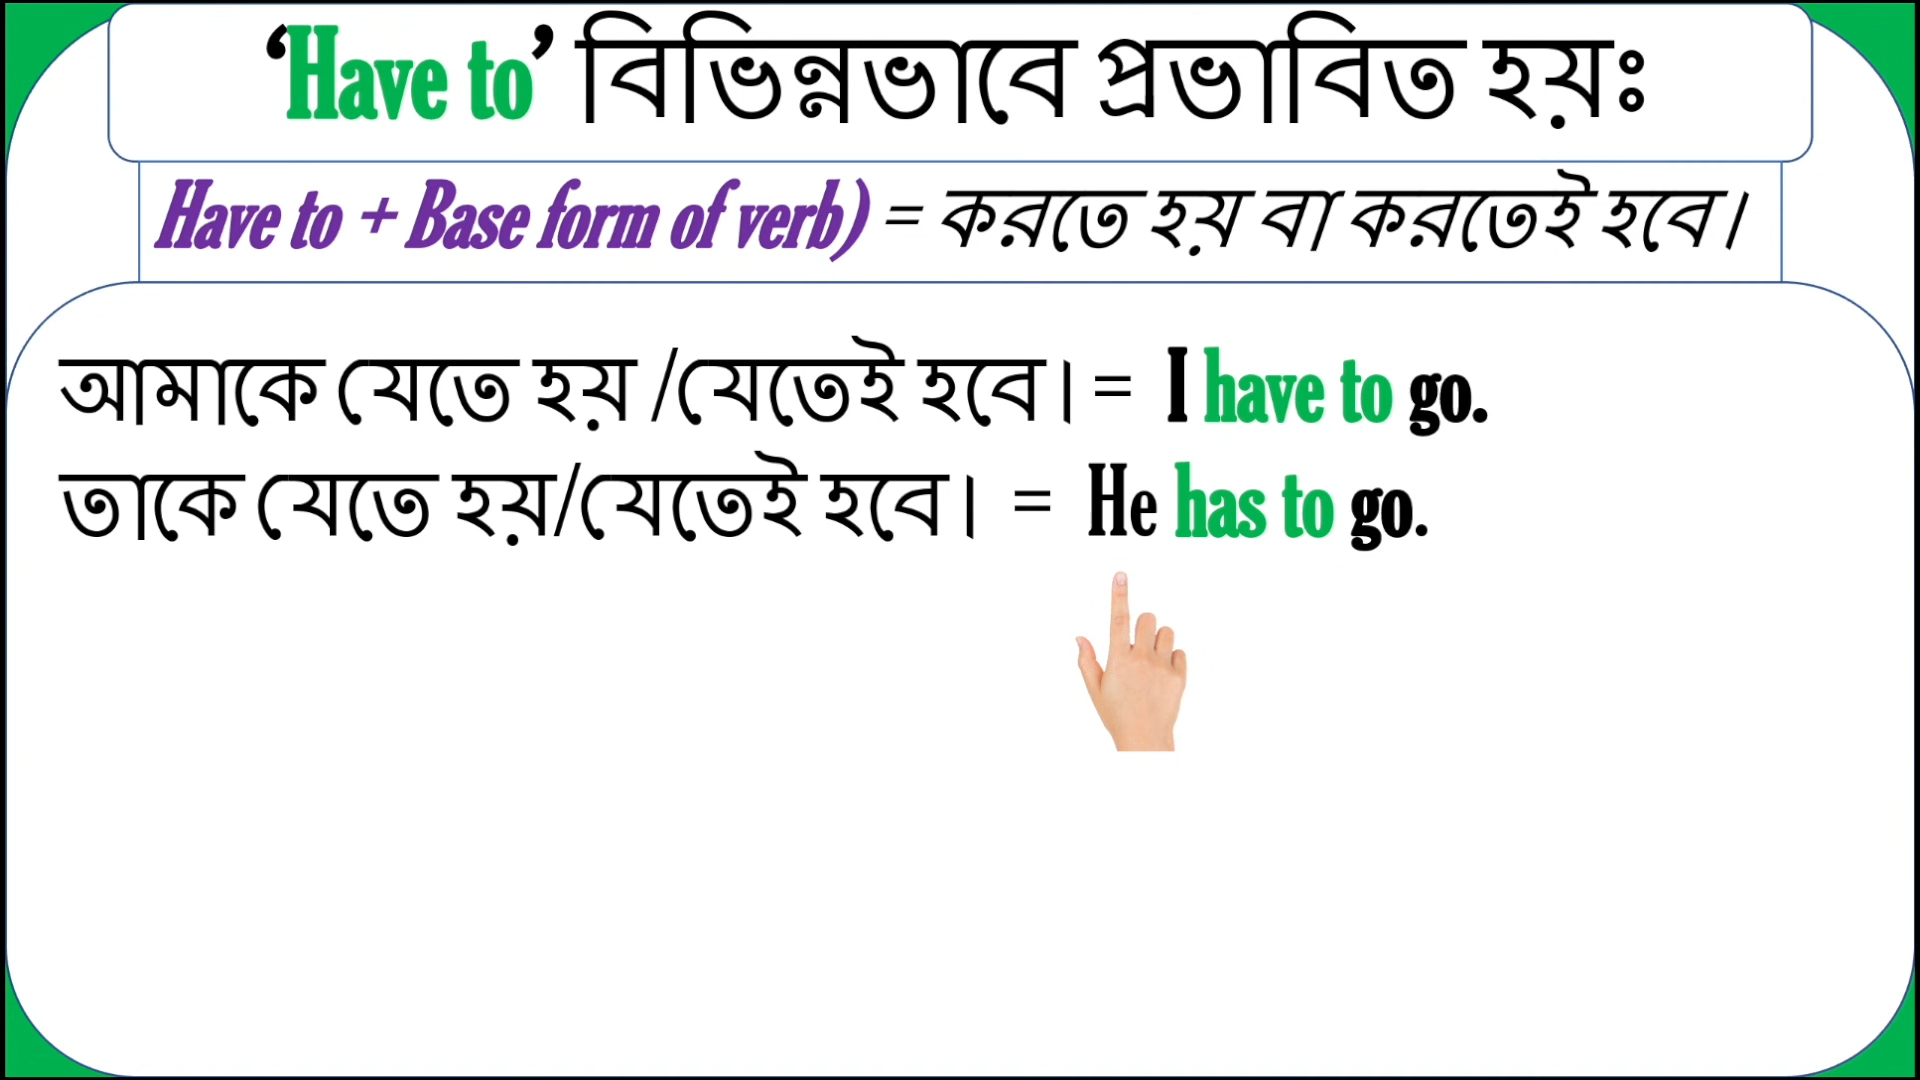 ‘Have to’ বিভিন্নভাবে প্রভাবিত হয়ঃ
Have to + Base form of verb) = করতে হয় বা করতেই হবে।
আমাকে যেতে হয় /যেতেই হবে। = I have to go.
তাকে যেতে হয়/যেতেই হবে। = He has to go.